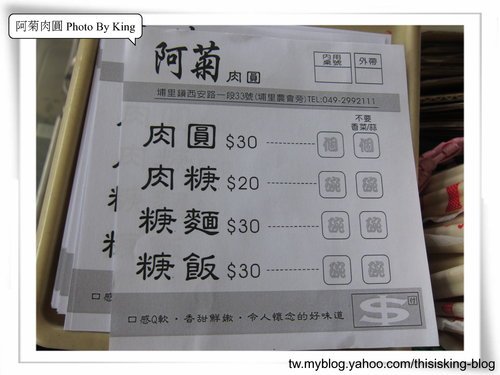 阿菊肉圓 Photo By King
阿菊 肉圓
內用桌號 外帶
埔里鎮西安路一段33號(埔里農會旁)TEL:049-2992111
不要
香菜/蒜
肉圓 $30 個 個
肉糖 $20 碗 碗
糖麵 $30 碗 碗
糖飯 $30 碗 碗
口感Q軟・香甜鮮嫩・令人懷念的好味道
$ 付
tw.myblog.yahoo.com/thisisking-blog